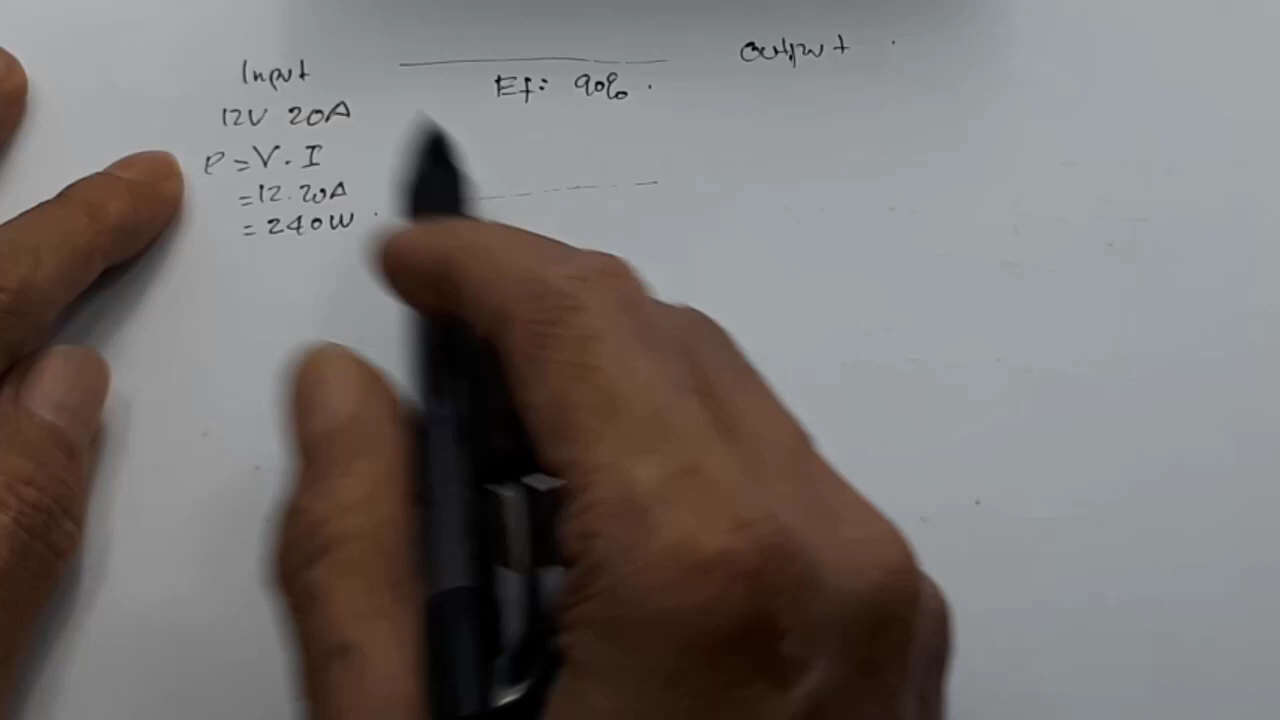 Input
12V 20A
P = V . I
= 12 . 20A
= 240W .
Ef: 90% .
Output .